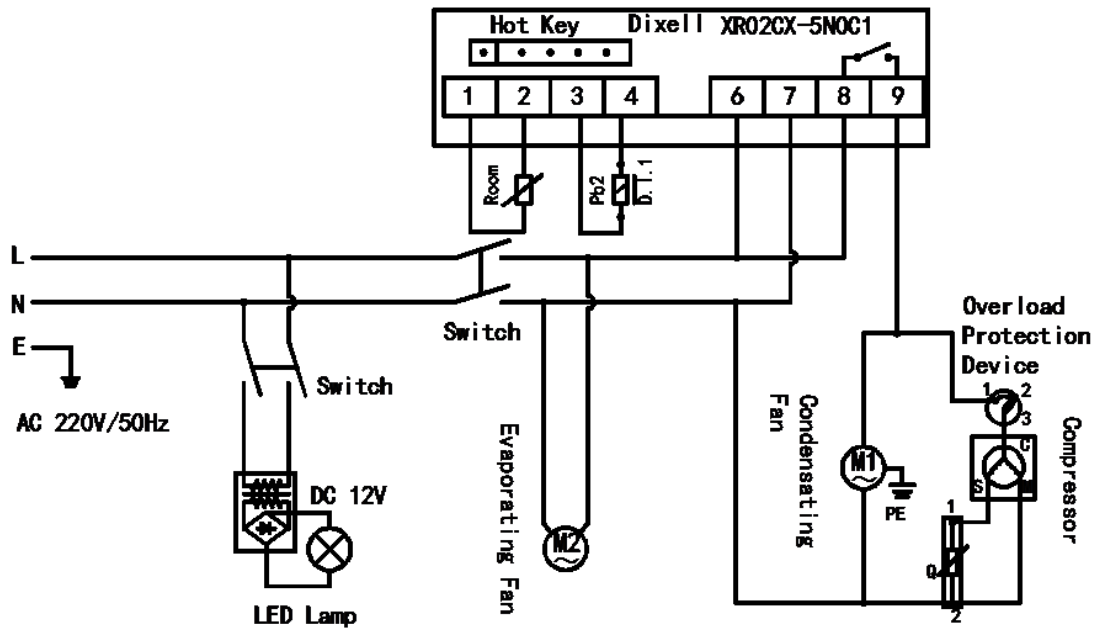 Hot Key Dixell XR02CX-5N0C1
1 2 3 4 6 7 8 9
Room
Pb2
D.I.1
L
N
Switch
E
Switch
AC 220V/50Hz
Overload
Protection
Device
1 2
3
Condensating
Fan
Evaporating Fan
Compressor
C
S M
M1
PE
DC 12V
M2
1
Q
2
LED Lamp